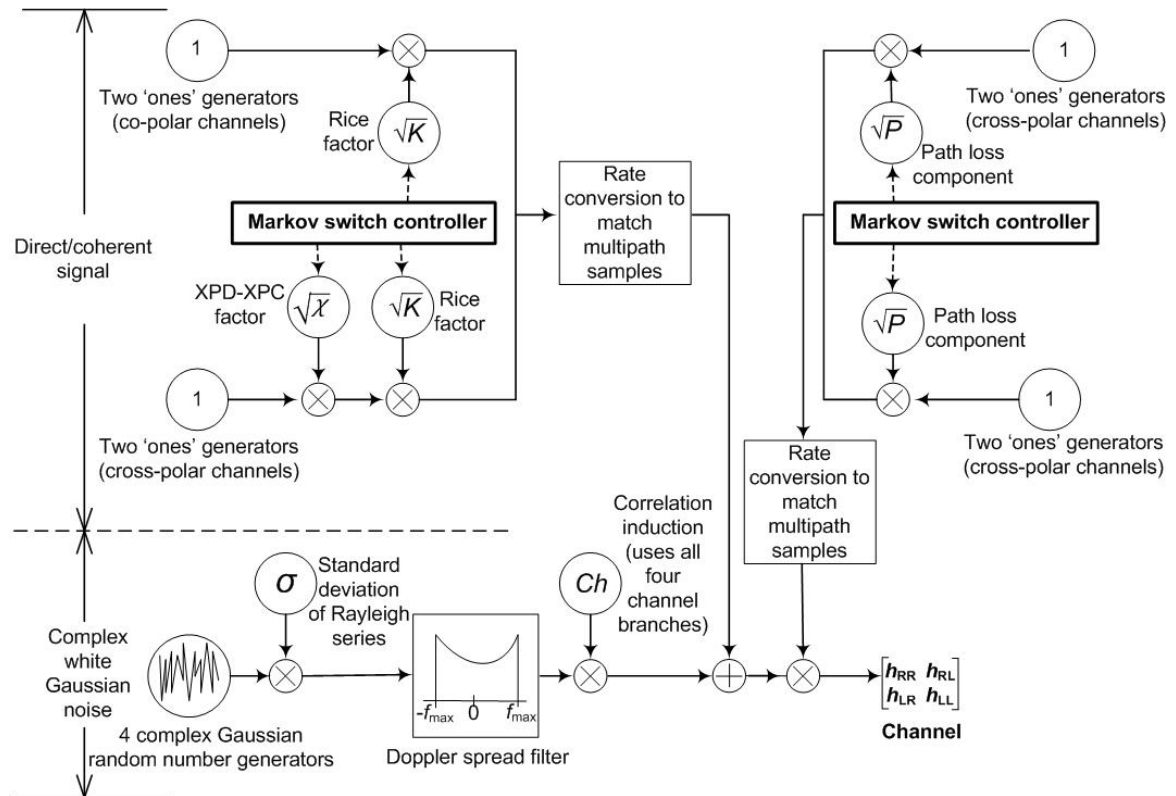 1
Two ‘ones’ generators
(co-polar channels)
Rice
factor
√K
Markov switch controller
XPD-XPC
factor
√χ
√K
Rice
factor
1
Two ‘ones’ generators
(cross-polar channels)
Rate
conversion to
match
multipath
samples
1
Two ‘ones’ generators
(cross-polar channels)
√P
Path loss
component
Markov switch controller
√P
Path loss
component
1
Two ‘ones’ generators
(cross-polar channels)
Rate
conversion to
match
multipath
samples
Direct/coherent
signal
Complex
white
Gaussian
noise
σ
Standard
deviation
of Rayleigh
series
4 complex Gaussian
random number generators
-fmax 0 fmax
Doppler spread filter
Ch
Correlation
induction
(uses all
four
channel
branches)
hRR hRL
hLR hLL
Channel